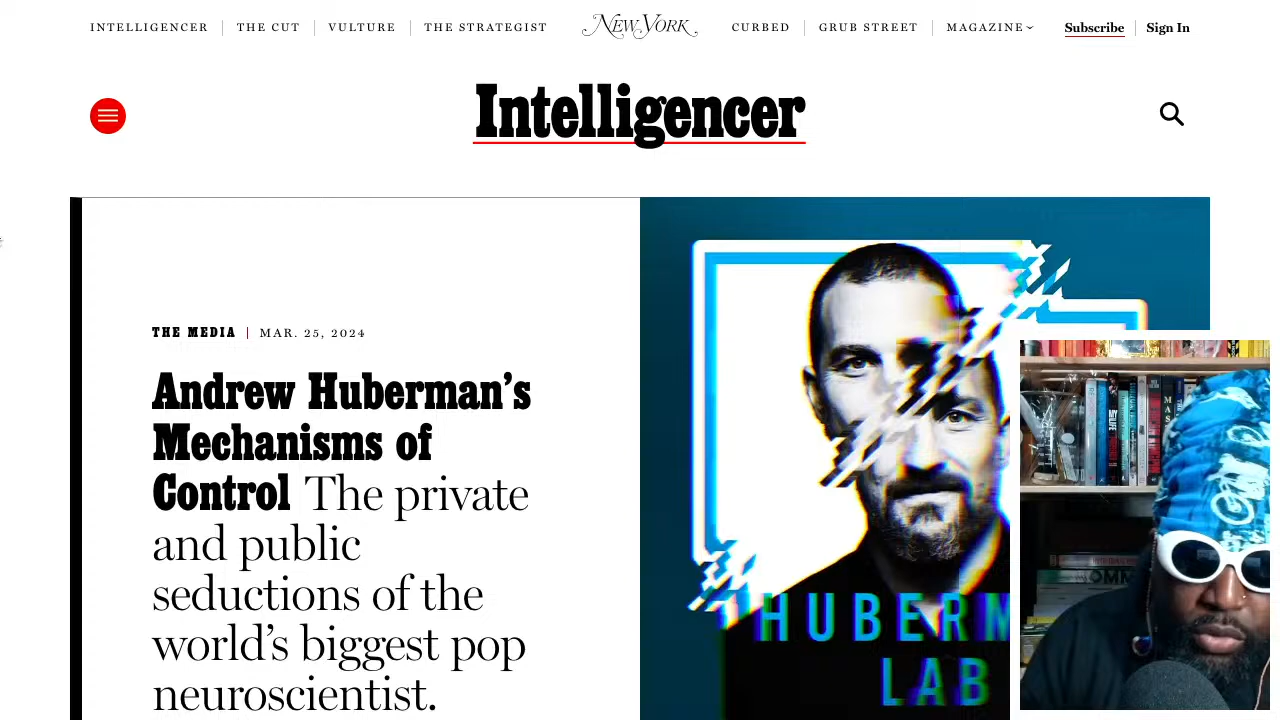 INTELLIGENCER THE CUT VULTURE THE STRATEGIST NEW YORK CURBED GRUB STREET MAGAZINE Subscribe Sign In
Intelligencer
THE MEDIA | MAR. 25, 2024
Andrew Huberman’s
Mechanisms of
Control The private
and public
seductions of the
world’s biggest pop
neuroscientist.
HUBERM
LAB